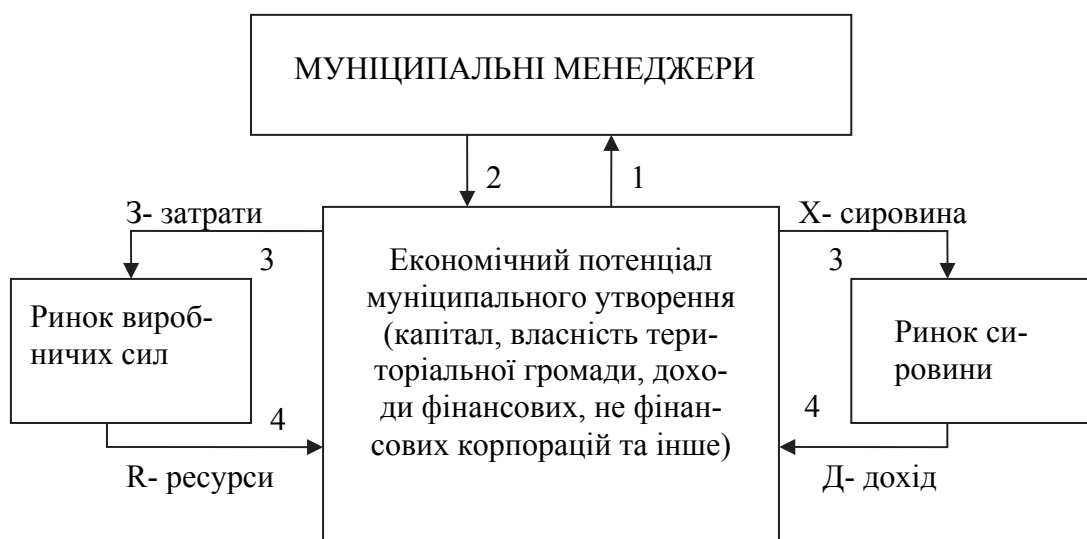 МУНІЦИПАЛЬНІ МЕНЕДЖЕРИ
2
1
З- затрати
Х- сировина
3
3
Економічний потенціал
муніципального утворення
(капітал, власність тери-
торіальної громади, дохо-
ди фінансових, не фінан-
сових корпорацій та інше)
Ринок вироб-
ничих сил
Ринок си-
ровини
4
4
R- ресурси
Д- дохід